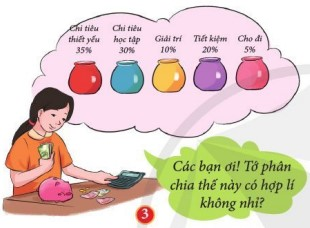 Chi tiêu
thiết yếu
35%
Chi tiêu
học tập
30%
Giải trí
10%
Tiết kiệm
20%
Cho đi
5%
Các bạn ơi! Tớ phân
chia thế này có hợp lí
không nhỉ?
3